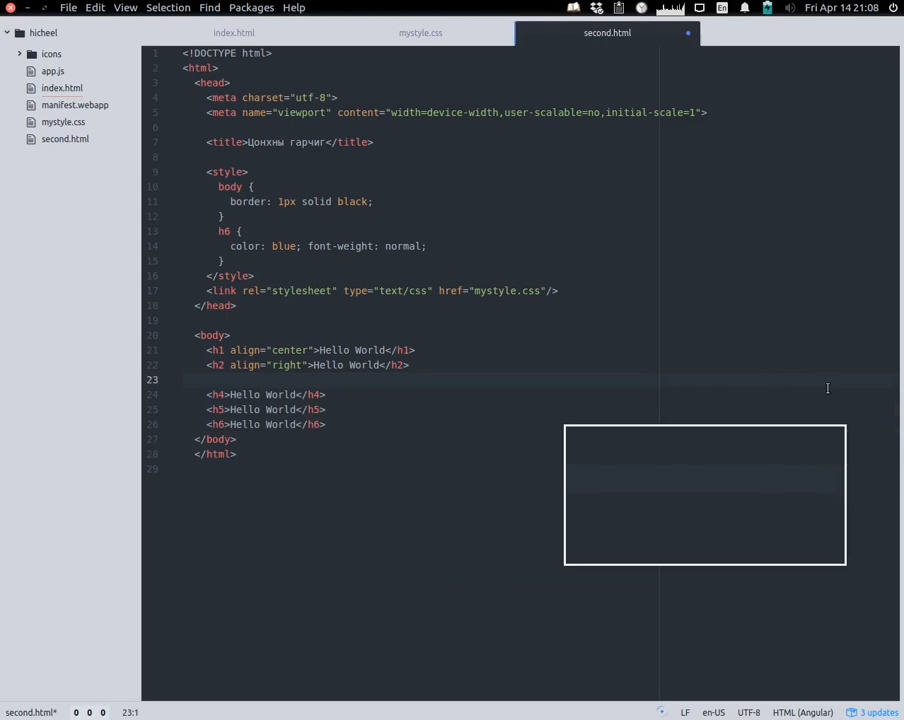 File Edit View Selection Find Packages Help
En
Fri Apr 14 21:08
hicheel
index.html
mystyle.css
second.html
icons
app.js
index.html
manifest.webapp
mystyle.css
second.html
1 <!DOCTYPE html>
2 <html>
3 <head>
4 <meta charset="utf-8">
5 <meta name="viewport" content="width=device-width,user-scalable=no,initial-scale=1">
6
7 <title>Цонхны гарчиг</title>
8
9 <style>
10 body {
11 border: 1px solid black;
12 }
13 h6 {
14 color: blue; font-weight: normal;
15 }
16 </style>
17 <link rel="stylesheet" type="text/css" href="mystyle.css"/>
18 </head>
19
20 <body>
21 <h1 align="center">Hello World</h1>
22 <h2 align="right">Hello World</h2>
23
24 <h4>Hello World</h4>
25 <h5>Hello World</h5>
26 <h6>Hello World</h6>
27 </body>
28 </html>
29
second.html* 0 0 0 23:1 LF en-US UTF-8 HTML (Angular) 3 updates